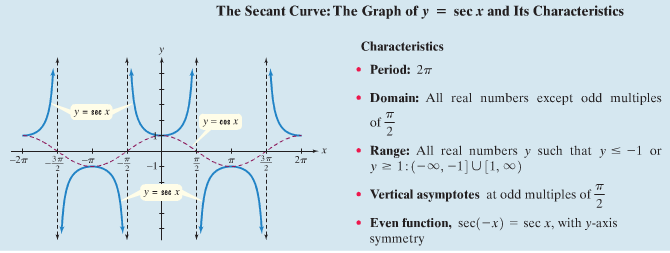 The Secant Curve: The Graph of y = sec x and Its Characteristics
Characteristics
• Period: 2π
• Domain: All real numbers except odd multiples
of π/2
• Range: All real numbers y such that y ≤ −1 or
y ≥ 1: (−∞, −1] ∪ [1, ∞)
• Vertical asymptotes at odd multiples of π/2
• Even function, sec(−x) = sec x, with y-axis
symmetry
y
y = sec x
y = cos x
x
−2π
−3π/2
−π
−π/2
π/2
π
3π/2
2π
−1
y = sec x